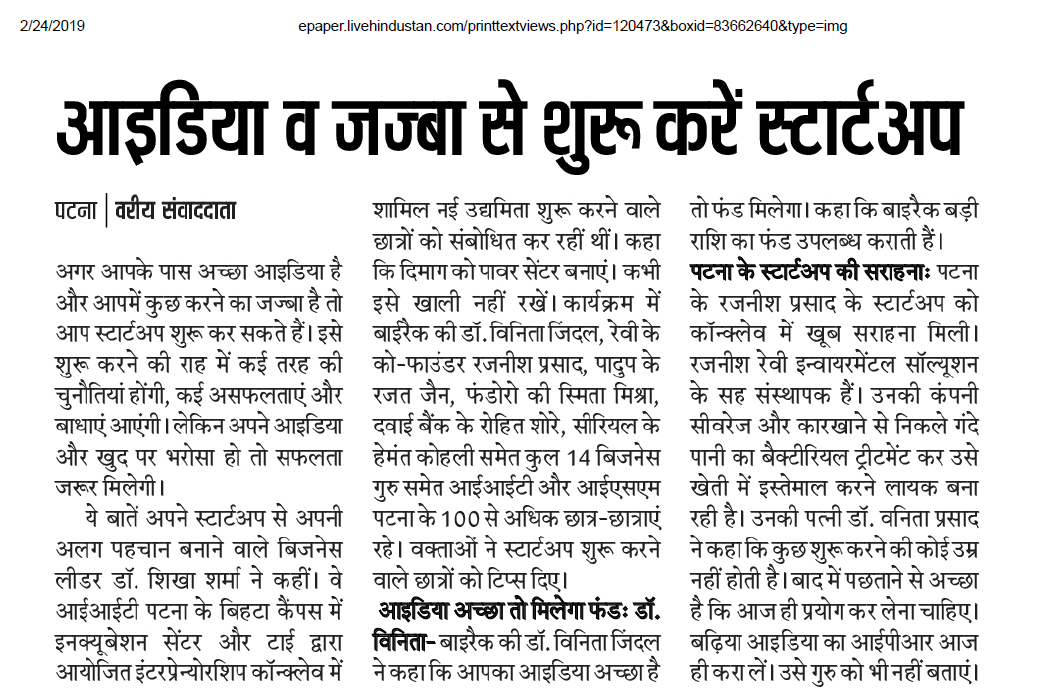 2/24/2019
epaper.livehindustan.com/printtextviews.php?id=120473&boxid=83662640&type=img
आइडिया व जज्बा से शुरू करें स्टार्टअप
पटना | वरीय संवाददाता
अगर आपके पास अच्छा आइडिया है
और आपमें कुछ करने का जज्बा है तो
आप स्टार्टअप शुरू कर सकते हैं। इसे
शुरू करने की राह में कई तरह की
चुनौतियां होंगी, कई असफलताएं और
बाधाएं आएंगी। लेकिन अपने आइडिया
और खुद पर भरोसा हो तो सफलता
जरूर मिलेगी।
ये बातें अपने स्टार्टअप से अपनी
अलग पहचान बनाने वाले बिजनेस
लीडर डॉ. शिखा शर्मा ने कहीं। वे
आईआईटी पटना के बिहटा कैंपस में
इनक्यूबेशन सेंटर और टाई द्वारा
आयोजित इंटरप्रेन्योरशिप कॉन्क्लेव में
शामिल नई उद्यमिता शुरू करने वाले
छात्रों को संबोधित कर रहीं थीं। कहा
कि दिमाग को पावर सेंटर बनाएं। कभी
इसे खाली नहीं रखें। कार्यक्रम में
बाईरैक की डॉ. विनिता जिंदल, रेवी के
को-फाउंडर रजनीश प्रसाद, पादुप के
रजत जैन, फंडोरो की स्मिता मिश्रा,
दवाई बैंक के रोहित शोरे, सीरियल के
हेमंत कोहली समेत कुल 14 बिजनेस
गुरु समेत आईआईटी और आईएसएम
पटना के 100 से अधिक छात्र-छात्राएं
रहे। वक्ताओं ने स्टार्टअप शुरू करने
वाले छात्रों को टिप्स दिए।
आइडिया अच्छा तो मिलेगा फंडः डॉ.
विनिता- बाइरैक की डॉ. विनिता जिंदल
ने कहा कि आपका आइडिया अच्छा है
तो फंड मिलेगा। कहा कि बाइरैक बड़ी
राशि का फंड उपलब्ध कराती हैं।
पटना के स्टार्टअप की सराहनाः पटना
के रजनीश प्रसाद के स्टार्टअप को
कॉन्क्लेव में खूब सराहना मिली।
रजनीश रेवी इन्वायरमेंटल सॉल्यूशन
के सह संस्थापक हैं। उनकी कंपनी
सीवरेज और कारखाने से निकले गंदे
पानी का बैक्टीरियल ट्रीटमेंट कर उसे
खेती में इस्तेमाल करने लायक बना
रही है। उनकी पत्नी डॉ. वनिता प्रसाद
ने कहा कि कुछ शुरू करने की कोई उम्र
नहीं होती है। बाद में पछताने से अच्छा
है कि आज ही प्रयोग कर लेना चाहिए।
बढ़िया आइडिया का आईपीआर आज
ही करा लें। उसे गुरु को भी नहीं बताएं।